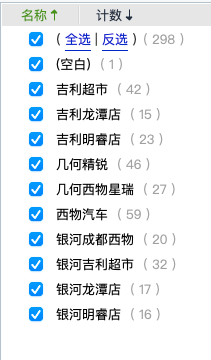 名称↑ 计数↓
(全选 | 反选)(298)
(空白)(1)
吉利超市(42)
吉利龙潭店(15)
吉利明睿店(23)
几何精锐(46)
几何西物星瑞(27)
西物汽车(59)
银河成都西物(20)
银河吉利超市(32)
银河龙潭店(17)
银河明睿店(16)